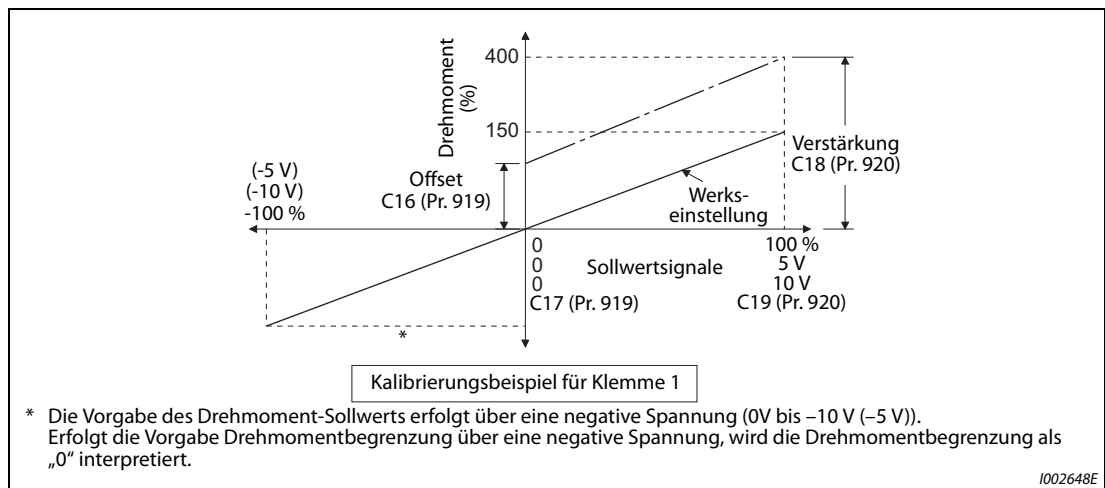 Drehmoment
(%)
400
150
(-5 V)
(-10 V)
-100 %
Offset
C16 (Pr. 919)
Verstärkung
C18 (Pr. 920)
Werks-
einstellung
0
0
0
C17 (Pr. 919)
Sollwertsignale
100 %
5 V
10 V
C19 (Pr. 920)
*
Kalibrierungsbeispiel für Klemme 1
* Die Vorgabe des Drehmoment-Sollwerts erfolgt über eine negative Spannung (0V bis –10 V (–5 V)).
Erfolgt die Vorgabe Drehmomentbegrenzung über eine negative Spannung, wird die Drehmomentbegrenzung als
„0“ interpretiert.
I002648E